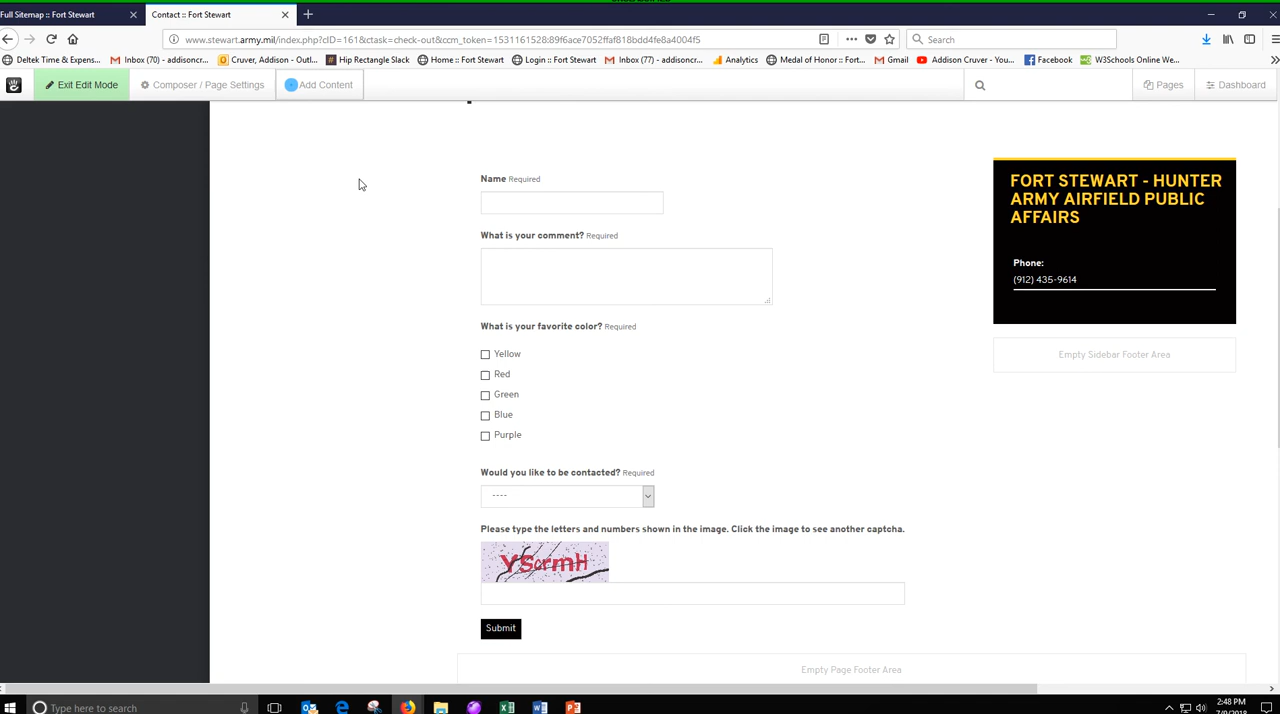 Full Sitemap :: Fort Stewart
Contact :: Fort Stewart
www.stewart.army.mil/index.php?cID=161&ctask=check-out&ccm_token=1531161528:89f6ace7052ffaf818bdd4fe8a4004f5
Search
Deltek Time & Expens... Inbox (70) - addisoncr... Cruver, Addison - Outl... Hip Rectangle Slack Home :: Fort Stewart Login :: Fort Stewart Inbox (77) - addisoncr... Analytics Medal of Honor :: Fort... Gmail Addison Cruver - You... Facebook W3Schools Online We...
Exit Edit Mode Composer / Page Settings Add Content Pages Dashboard
Name Required
What is your comment? Required
What is your favorite color? Required
Yellow
Red
Green
Blue
Purple
Would you like to be contacted? Required
----
Please type the letters and numbers shown in the image. Click the image to see another captcha.
YScrmH
Submit
Empty Page Footer Area
FORT STEWART - HUNTER
ARMY AIRFIELD PUBLIC
AFFAIRS
Phone:
(912) 435-9614
Empty Sidebar Footer Area
Type here to search
2:48 PM
7/9/2018